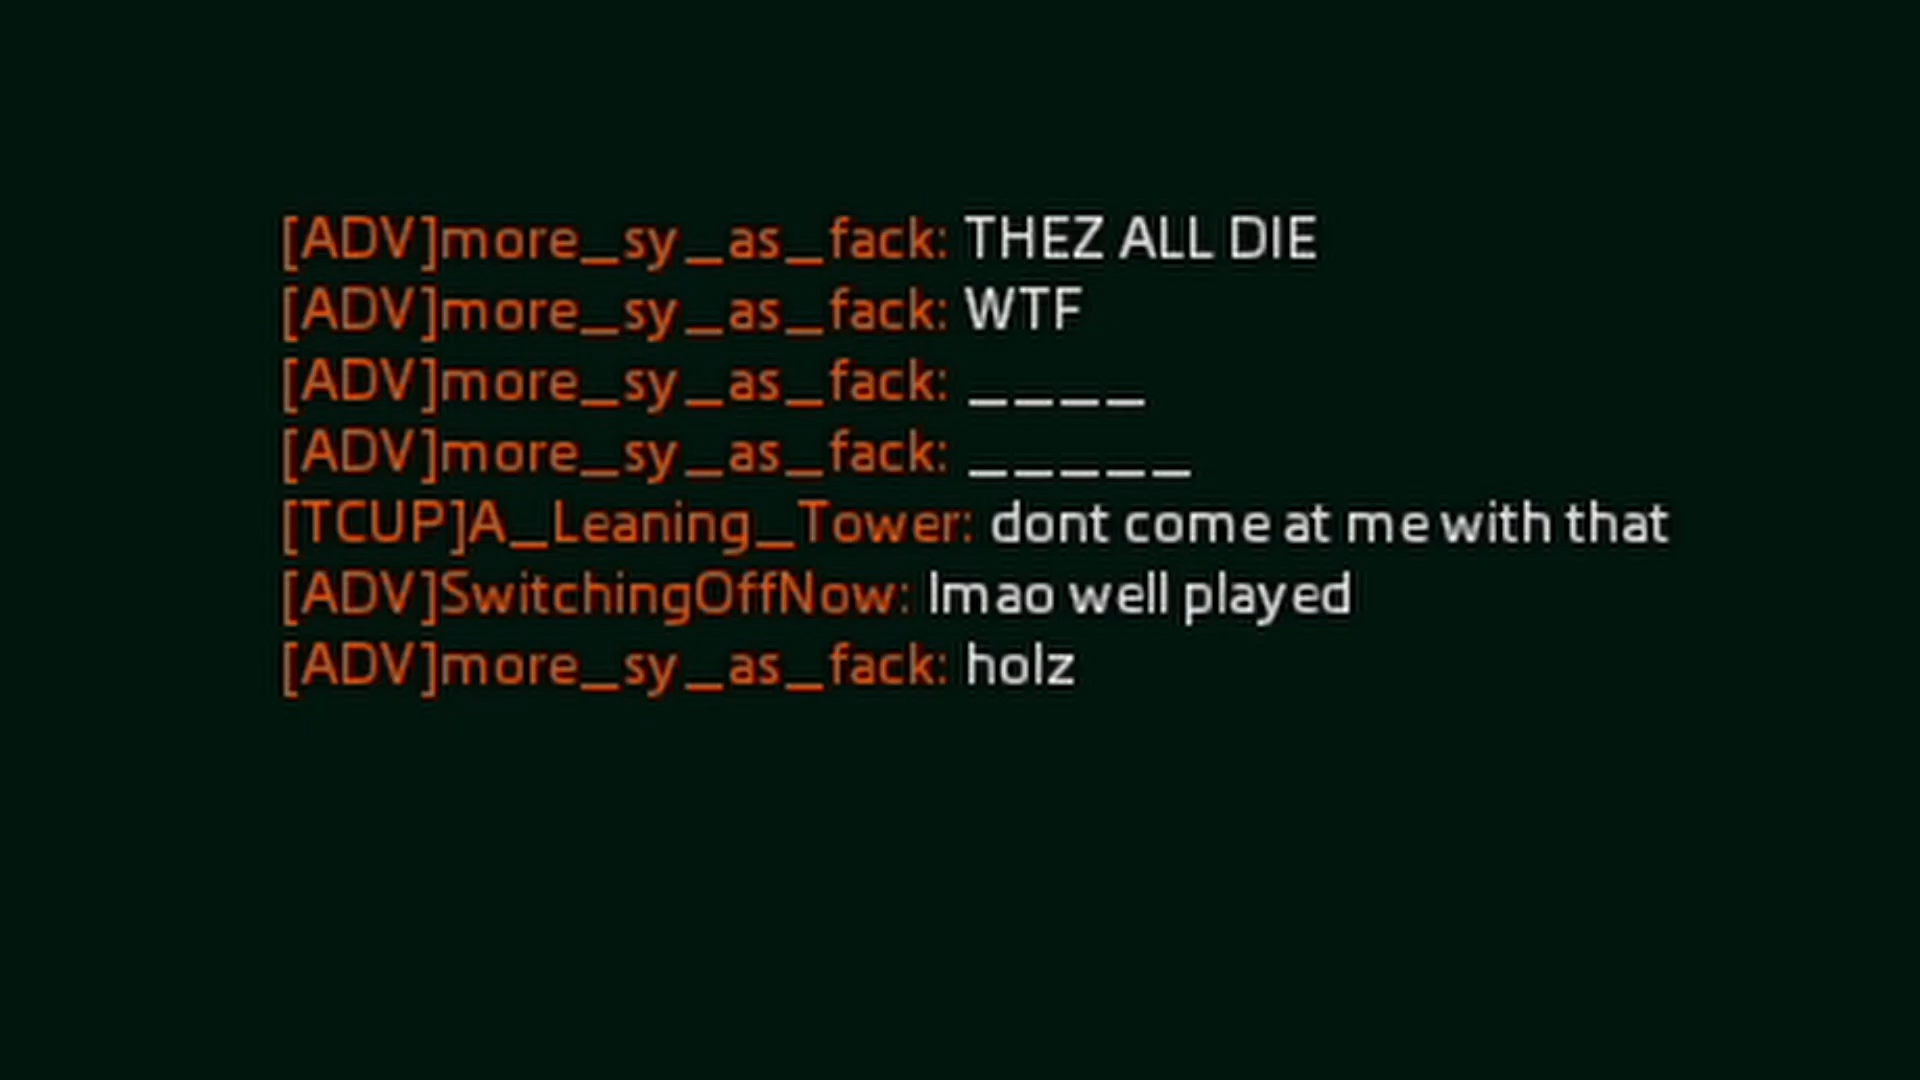 [ADV]more_sy_as_fack: THEZ ALL DIE
[ADV]more_sy_as_fack: WTF
[ADV]more_sy_as_fack: ____
[ADV]more_sy_as_fack: _____
[TCUP]A_Leaning_Tower: dont come at me with that
[ADV]SwitchingOffNow: lmao well played
[ADV]more_sy_as_fack: holz